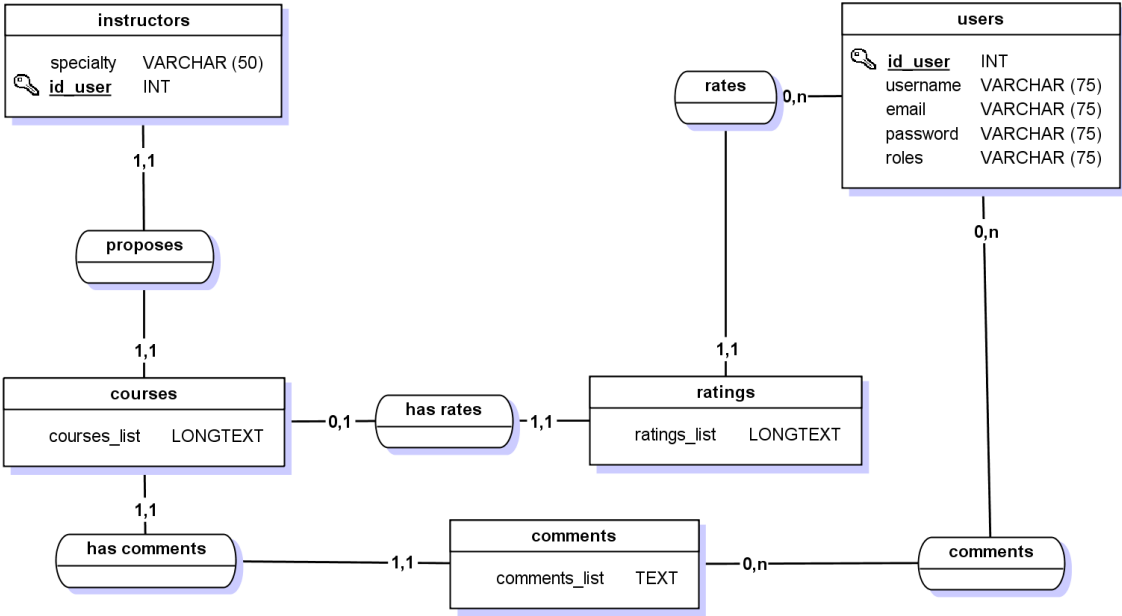 instructors
specialty VARCHAR (50)
id_user INT
users
id_user INT
username VARCHAR (75)
email VARCHAR (75)
password VARCHAR (75)
roles VARCHAR (75)
rates
0,n
1,1
0,n
proposes
1,1
1,1
courses
courses_list LONGTEXT
0,1
has rates
1,1
ratings
ratings_list LONGTEXT
1,1
has comments
1,1
comments
comments_list TEXT
0,n
comments